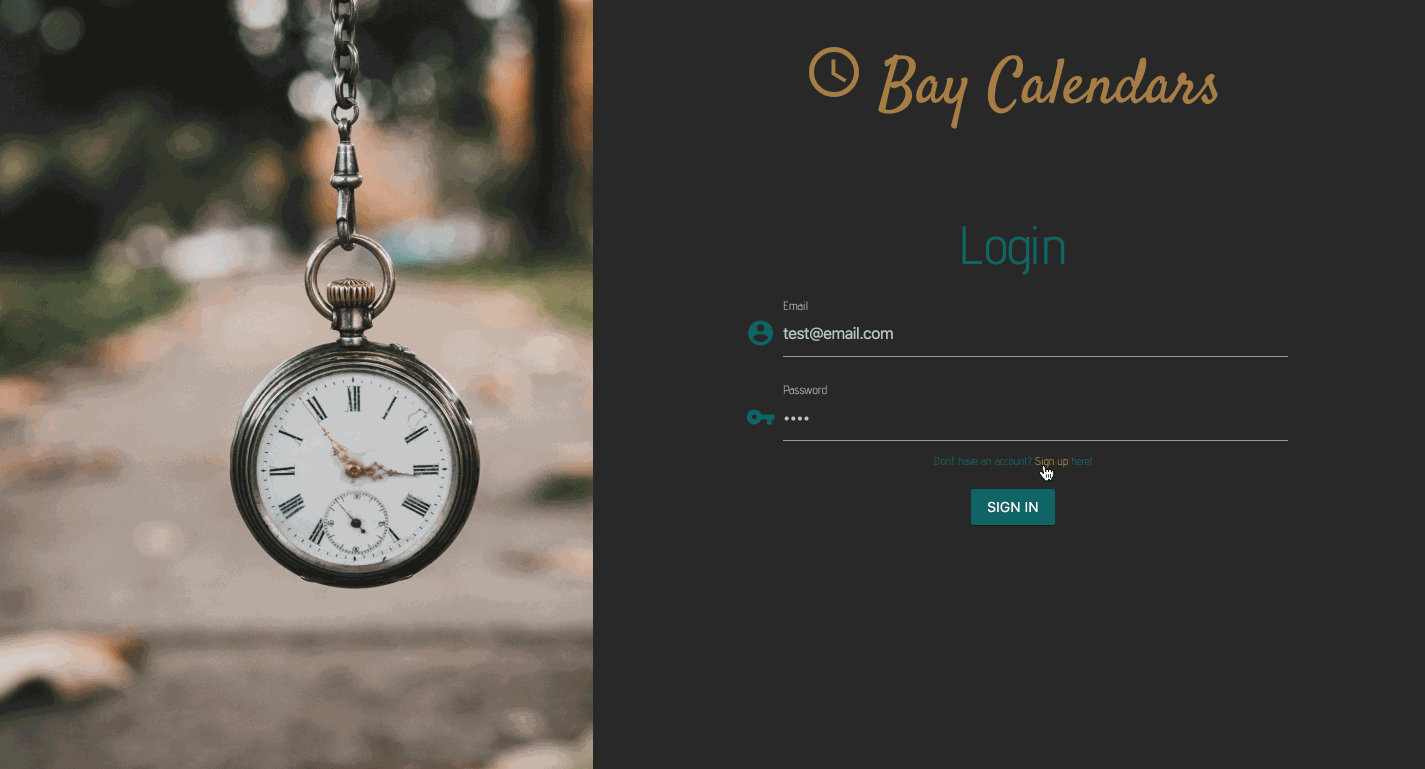 Bay Calendars
Login
Email
test@email.com
Password
••••
Don't have an account? Sign up here!
SIGN IN